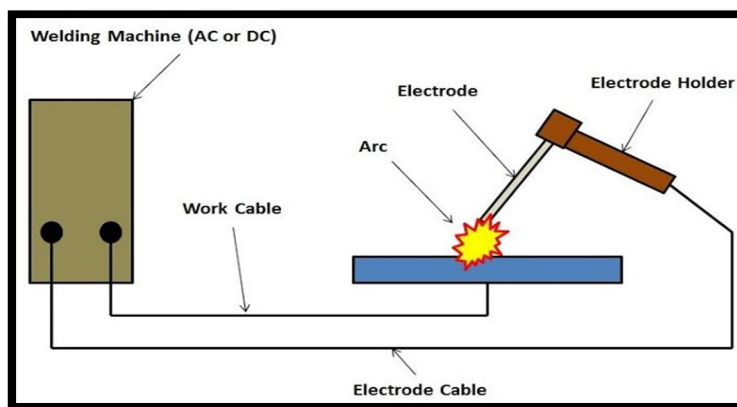 Welding Machine (AC or DC)
Electrode
Electrode Holder
Arc
Work Cable
Electrode Cable